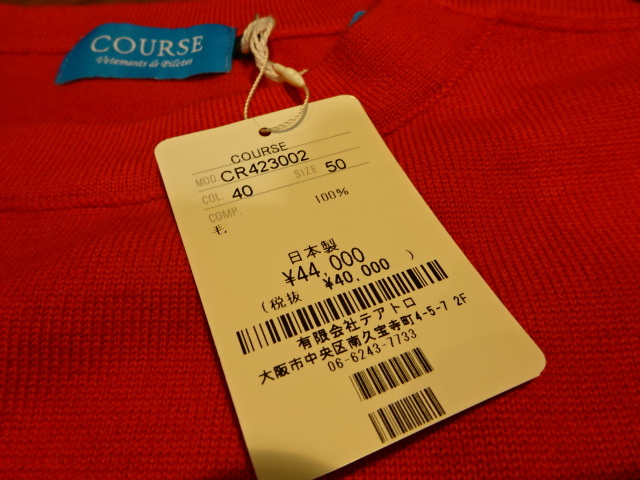 COURSE
Vetements de Pilotes
COURSE
MOD. CR423002
COL. 40 SIZE 50
COMP.
毛 100%
日本製
¥44,000
(税抜 ¥40,000 )
有限会社テアトロ
大阪市中央区南久宝寺町4-5-7 2F
06-6243-7733